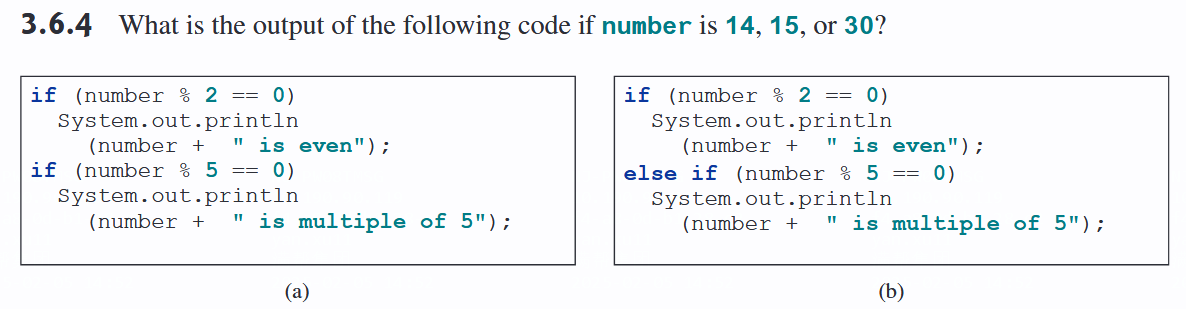 3.6.4 What is the output of the following code if number is 14, 15, or 30?
if (number % 2 == 0)
  System.out.println
    (number + " is even");
if (number % 5 == 0)
  System.out.println
    (number + " is multiple of 5");
(a)
if (number % 2 == 0)
  System.out.println
    (number + " is even");
else if (number % 5 == 0)
  System.out.println
    (number + " is multiple of 5");
(b)